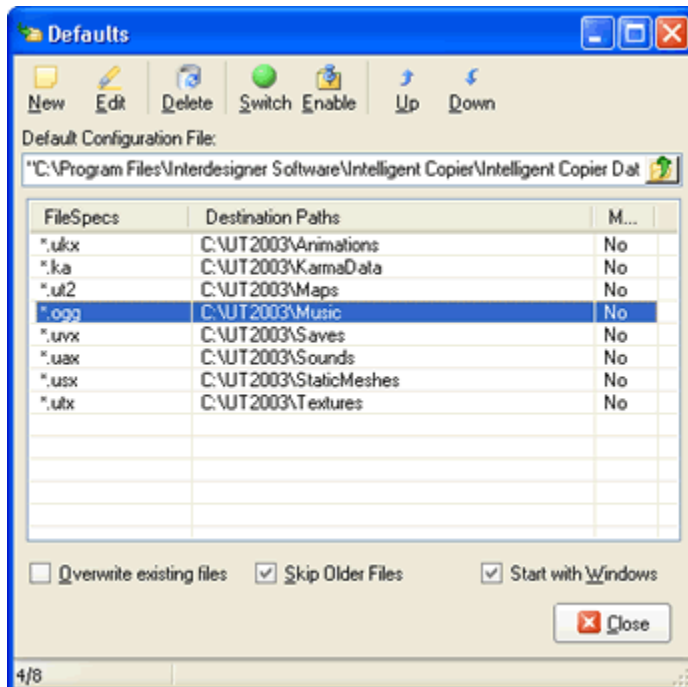 Defaults
New Edit Delete Switch Enable Up Down
Default Configuration File:
"C:\Program Files\Interdesigner Software\Intelligent Copier\Intelligent Copier Dat
FileSpecs Destination Paths M...
*.ukx C:\UT2003\Animations No
*.ka C:\UT2003\KarmaData No
*.ut2 C:\UT2003\Maps No
*.ogg C:\UT2003\Music No
*.uvx C:\UT2003\Saves No
*.uax C:\UT2003\Sounds No
*.usx C:\UT2003\StaticMeshes No
*.utx C:\UT2003\Textures No
Overwrite existing files Skip Older Files Start with Windows
Close
4/8